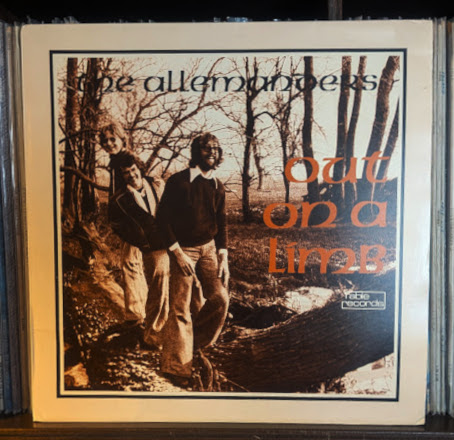 the allemanders
out
on a
limb
Fable
records